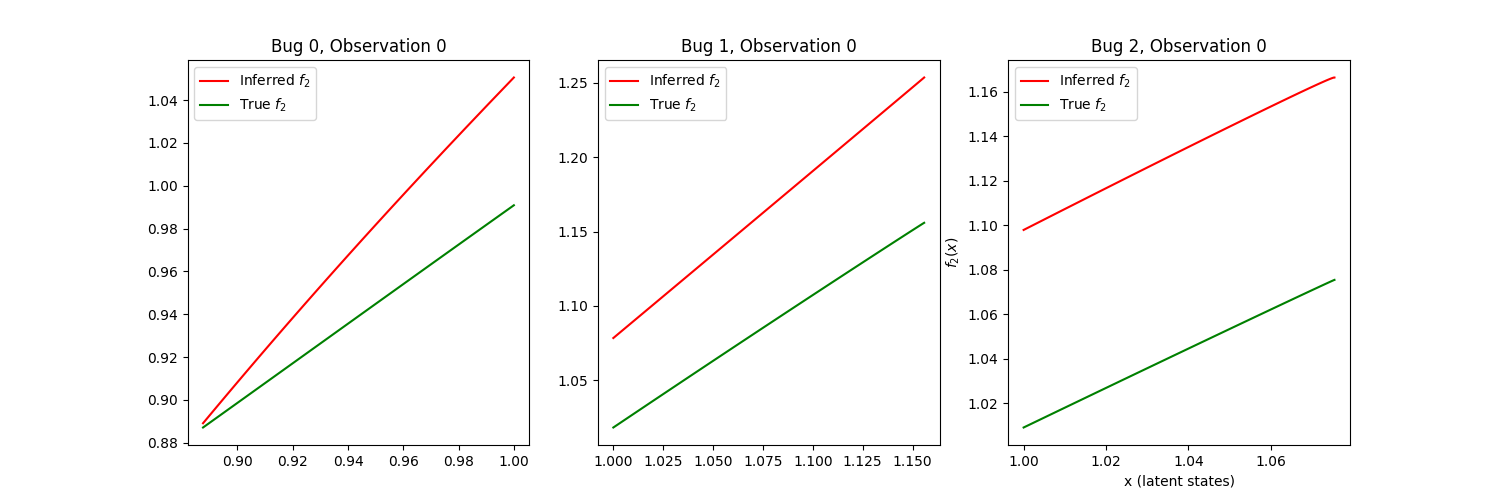 Bug 0, Observation 0
Inferred f₂
True f₂
1.04
1.02
1.00
0.98
0.96
0.94
0.92
0.90
0.88
0.90 0.92 0.94 0.96 0.98 1.00
Bug 1, Observation 0
Inferred f₂
True f₂
1.25
1.20
1.15
1.10
1.05
1.000 1.025 1.050 1.075 1.100 1.125 1.150
Bug 2, Observation 0
Inferred f₂
True f₂
f₂(x)
1.16
1.14
1.12
1.10
1.08
1.06
1.04
1.02
1.00 1.02 1.04 1.06
x (latent states)